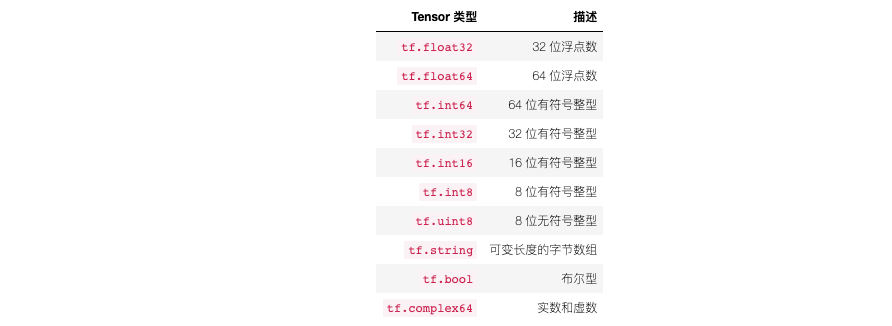 Tensor 类型 描述
tf.float32 32 位浮点数
tf.float64 64 位浮点数
tf.int64 64 位有符号整型
tf.int32 32 位有符号整型
tf.int16 16 位有符号整型
tf.int8 8 位有符号整型
tf.uint8 8 位无符号整型
tf.string 可变长度的字节数组
tf.bool 布尔型
tf.complex64 实数和虚数